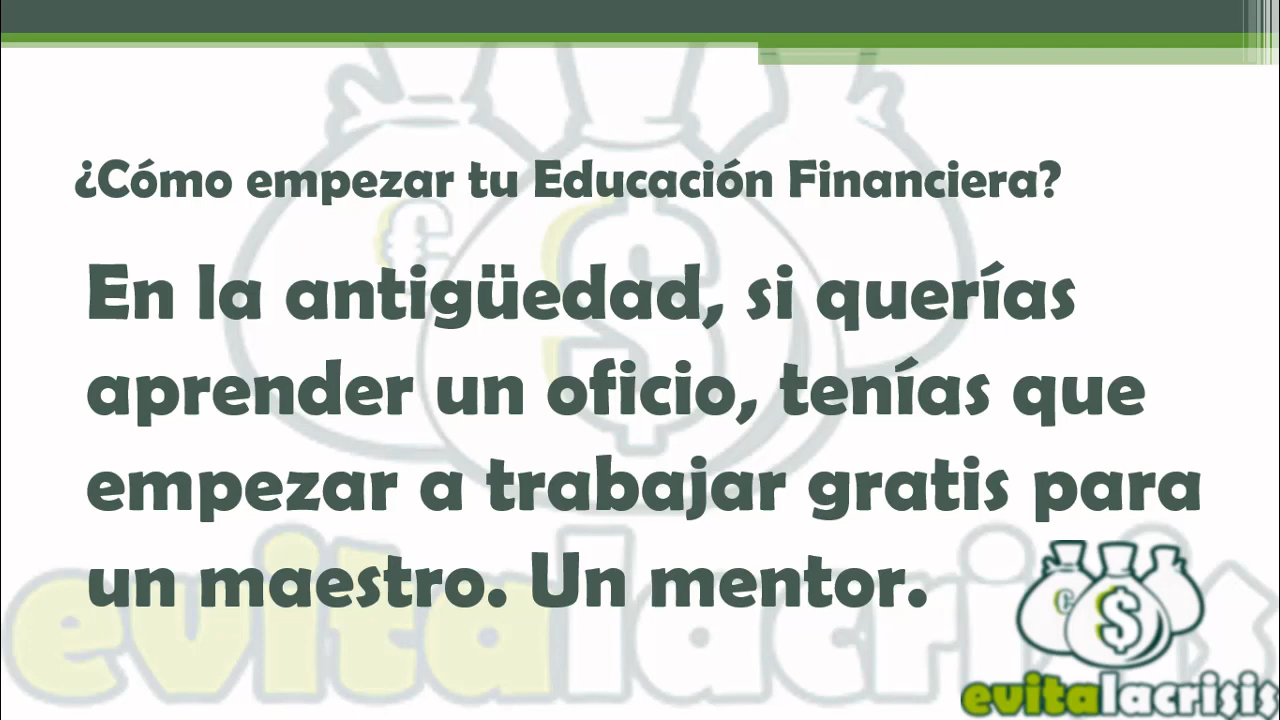 ¿Cómo empezar tu Educación Financiera?
En la antigüedad, si querías
aprender un oficio, tenías que
empezar a trabajar gratis para
un maestro. Un mentor.
evitalacrisis
evitalacrisis